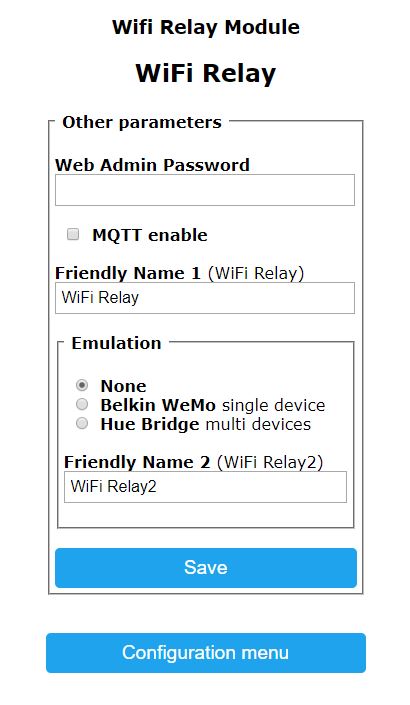 Wifi Relay Module
WiFi Relay
Other parameters
Web Admin Password
MQTT enable
Friendly Name 1 (WiFi Relay)
WiFi Relay
Emulation
None
Belkin WeMo single device
Hue Bridge multi devices
Friendly Name 2 (WiFi Relay2)
WiFi Relay2
Save
Configuration menu